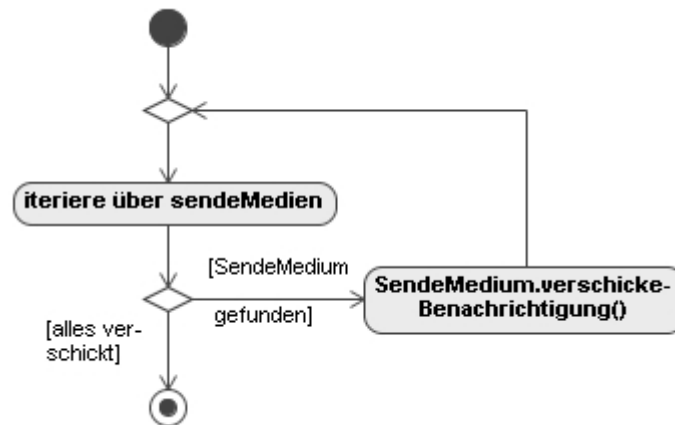 iteriere über sendeMedien
[SendeMedium
gefunden]
SendeMedium.verschicke-
Benachrichtigung()
[alles ver-
schickt]